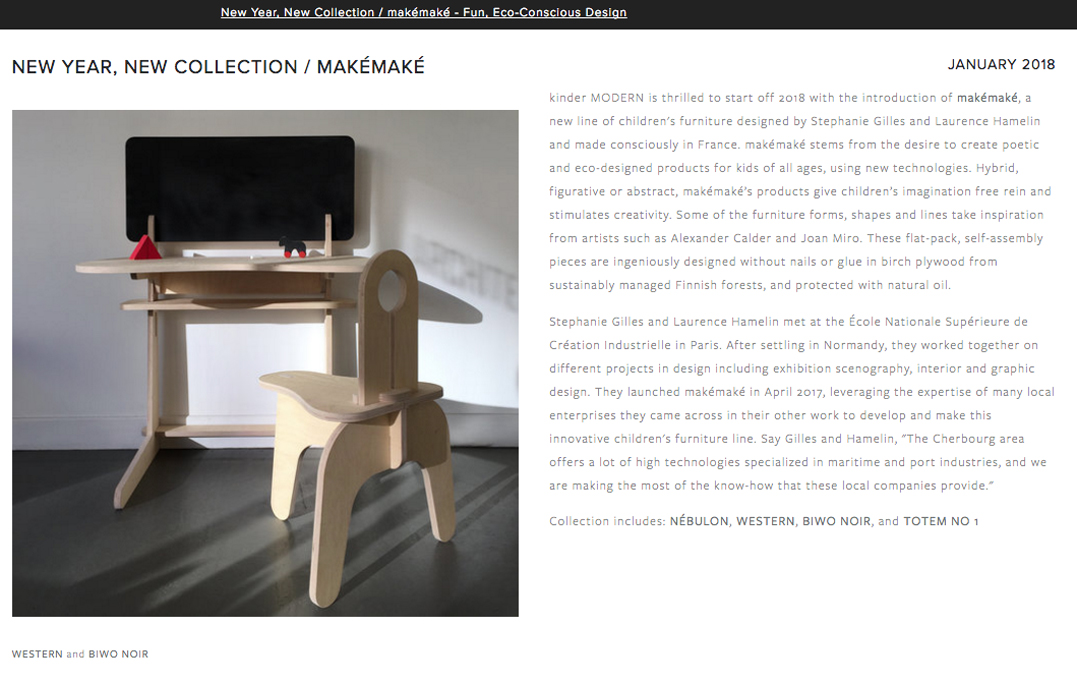 New Year, New Collection / makémaké - Fun, Eco-Conscious Design
NEW YEAR, NEW COLLECTION / MAKÉMAKÉ
JANUARY 2018
kinder MODERN is thrilled to start off 2018 with the introduction of makémaké, a
new line of children's furniture designed by Stephanie Gilles and Laurence Hamelin
and made consciously in France. makémaké stems from the desire to create poetic
and eco-designed products for kids of all ages, using new technologies. Hybrid,
figurative or abstract, makémaké's products give children's imagination free rein and
stimulates creativity. Some of the furniture forms, shapes and lines take inspiration
from artists such as Alexander Calder and Joan Miro. These flat-pack, self-assembly
pieces are ingeniously designed without nails or glue in birch plywood from
sustainably managed Finnish forests, and protected with natural oil.
Stephanie Gilles and Laurence Hamelin met at the École Nationale Supérieure de
Création Industrielle in Paris. After settling in Normandy, they worked together on
different projects in design including exhibition scenography, interior and graphic
design. They launched makémaké in April 2017, leveraging the expertise of many local
enterprises they came across in their other work to develop and make this
innovative children's furniture line. Say Gilles and Hamelin, "The Cherbourg area
offers a lot of high technologies specialized in maritime and port industries, and we
are making the most of the know-how that these local companies provide."
Collection includes: NÉBULON, WESTERN, BIWO NOIR, and TOTEM NO 1
WESTERN and BIWO NOIR